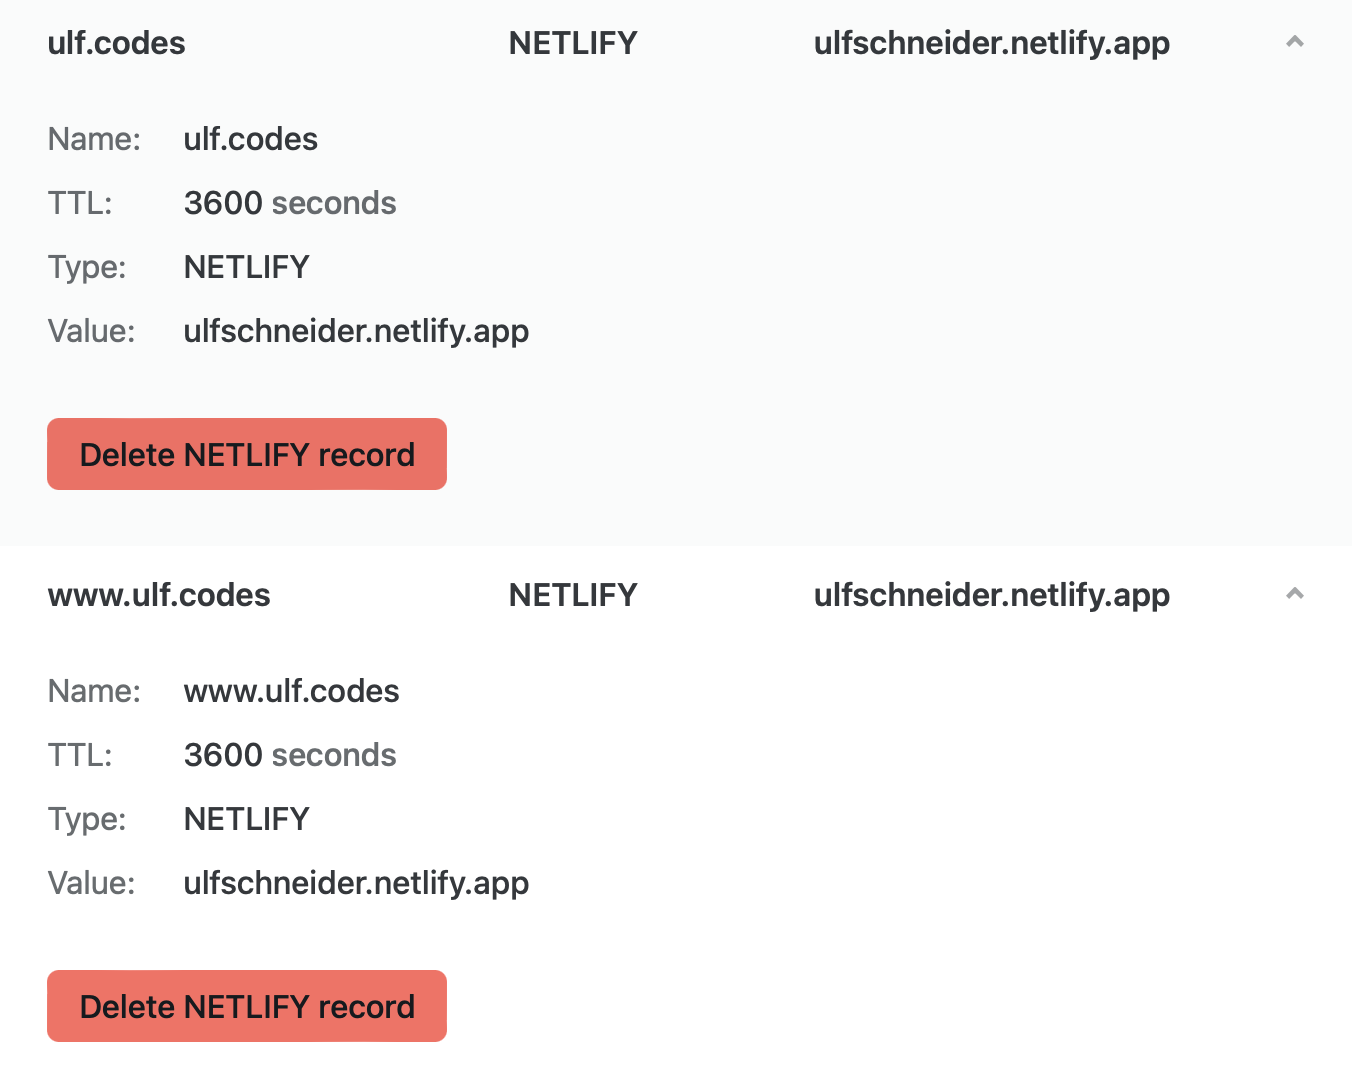 ulf.codes NETLIFY ulfschneider.netlify.app
Name: ulf.codes
TTL: 3600 seconds
Type: NETLIFY
Value: ulfschneider.netlify.app
Delete NETLIFY record
www.ulf.codes NETLIFY ulfschneider.netlify.app
Name: www.ulf.codes
TTL: 3600 seconds
Type: NETLIFY
Value: ulfschneider.netlify.app
Delete NETLIFY record